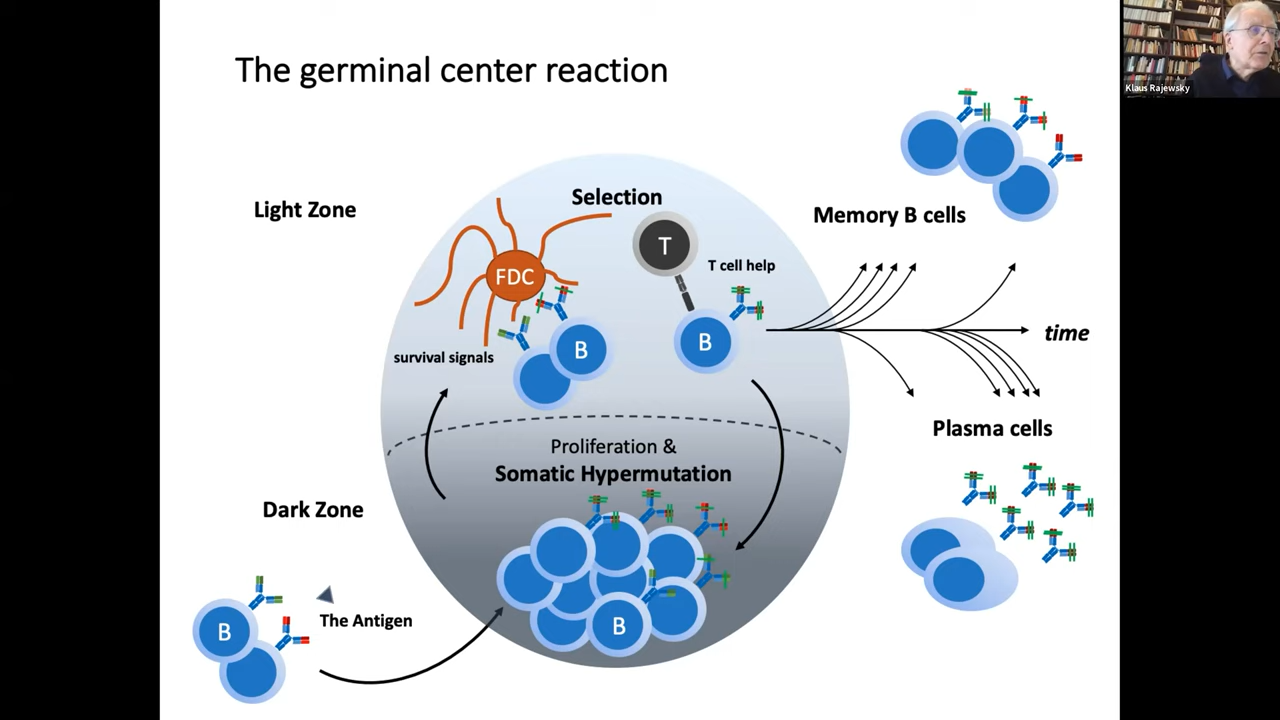 The germinal center reaction
Klaus Rajewsky
Light Zone
Selection
Memory B cells
T
T cell help
FDC
B
B
survival signals
time
Plasma cells
Proliferation &
Somatic Hypermutation
Dark Zone
B
The Antigen
B